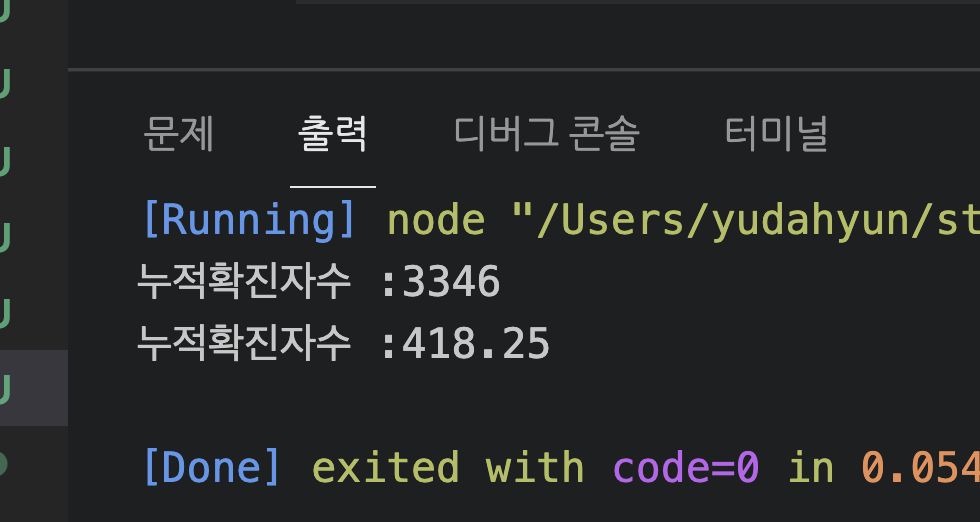 문제 출력 디버그 콘솔 터미널
[Running] node "/Users/yudahyun/st
누적확진자수 :3346
누적확진자수 :418.25
[Done] exited with code=0 in 0.054